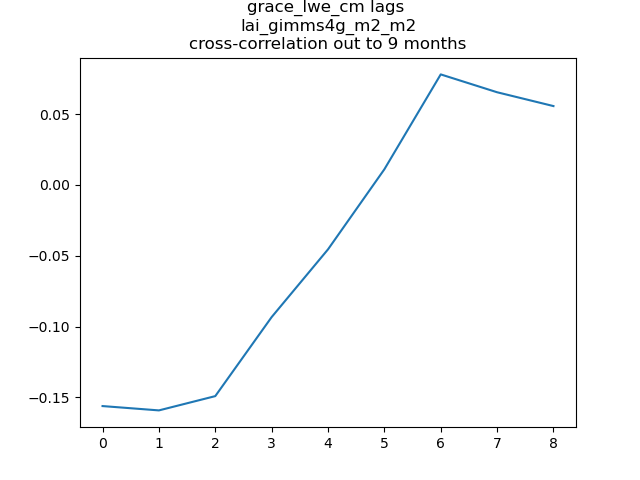 grace_lwe_cm lags
lai_gimms4g_m2_m2
cross-correlation out to 9 months
0.05
0.00
−0.05
−0.10
−0.15
0 1 2 3 4 5 6 7 8